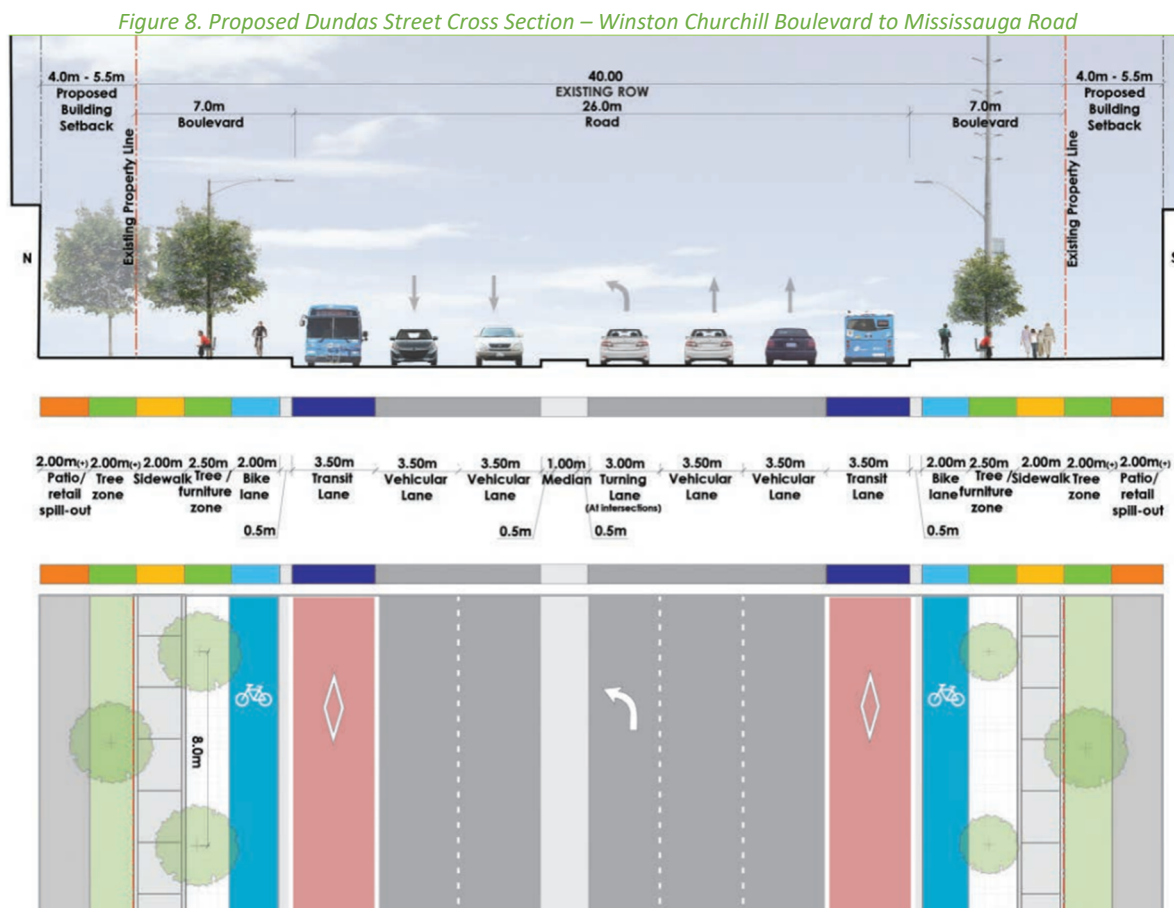 Figure 8. Proposed Dundas Street Cross Section – Winston Churchill Boulevard to Mississauga Road
4.0m - 5.5m
Proposed
Building
Setback
Existing Property Line
7.0m
Boulevard
40.00
EXISTING ROW
26.0m
Road
7.0m
Boulevard
Existing Property Line
4.0m - 5.5m
Proposed
Building
Setback
N
S
2.00m(+)
Patio/
retail
spill-out
2.00m(+)
Tree
zone
2.00m
Sidewalk
2.50m
Tree /
furniture
zone
2.00m
Bike
lane
0.5m
3.50m
Transit
Lane
3.50m
Vehicular
Lane
3.50m
Vehicular
Lane
0.5m
1.00m
Median
0.5m
3.00m
Turning
Lane
(At intersections)
3.50m
Vehicular
Lane
3.50m
Vehicular
Lane
3.50m
Transit
Lane
0.5m
2.00m
Bike
lane
2.50m
Tree /
furniture
zone
2.00m
Sidewalk
2.00m(+)
Tree
zone
2.00m(+)
Patio/
retail
spill-out
8.0m